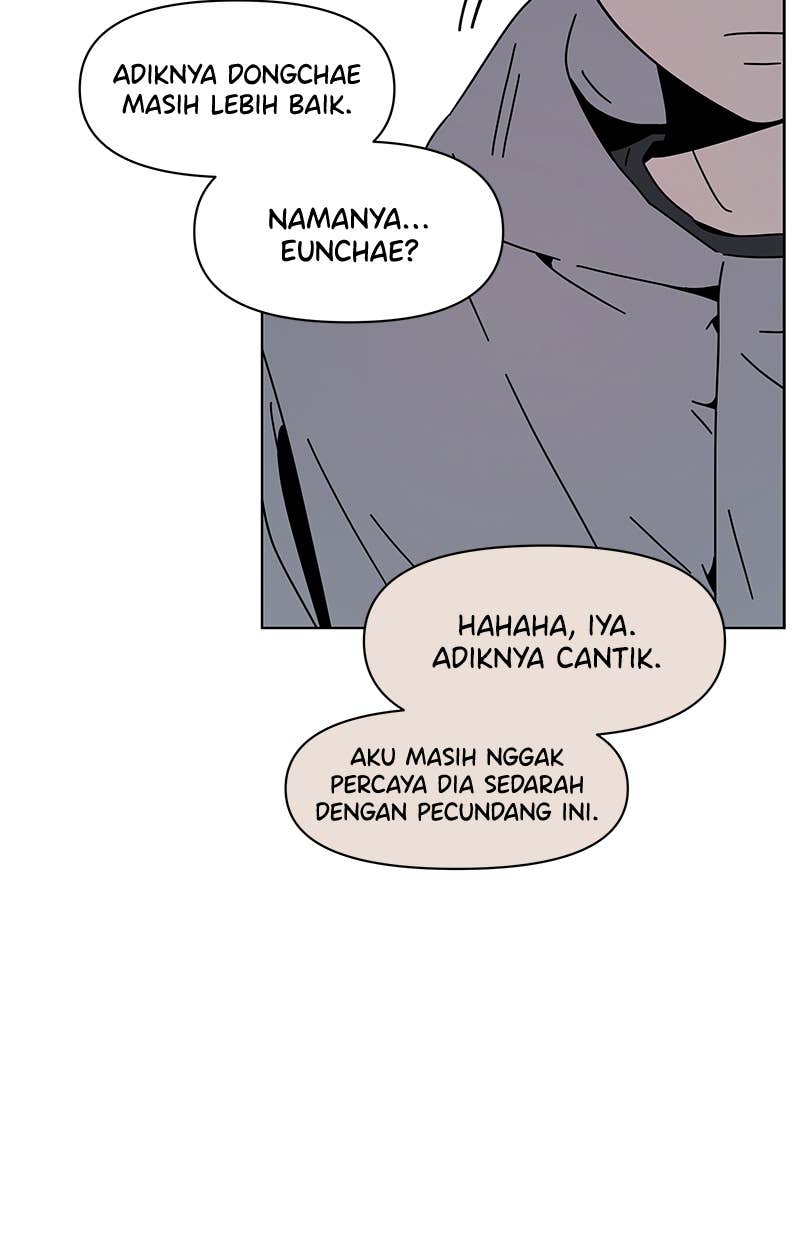 ADIKNYA DONGCHAE
MASIH LEBIH BAIK.
NAMANYA...
EUNCHAE?
HAHAHA, IYA.
ADIKNYA CANTIK.
AKU MASIH NGGAK
PERCAYA DIA SEDARAH
DENGAN PECUNDANG INI.